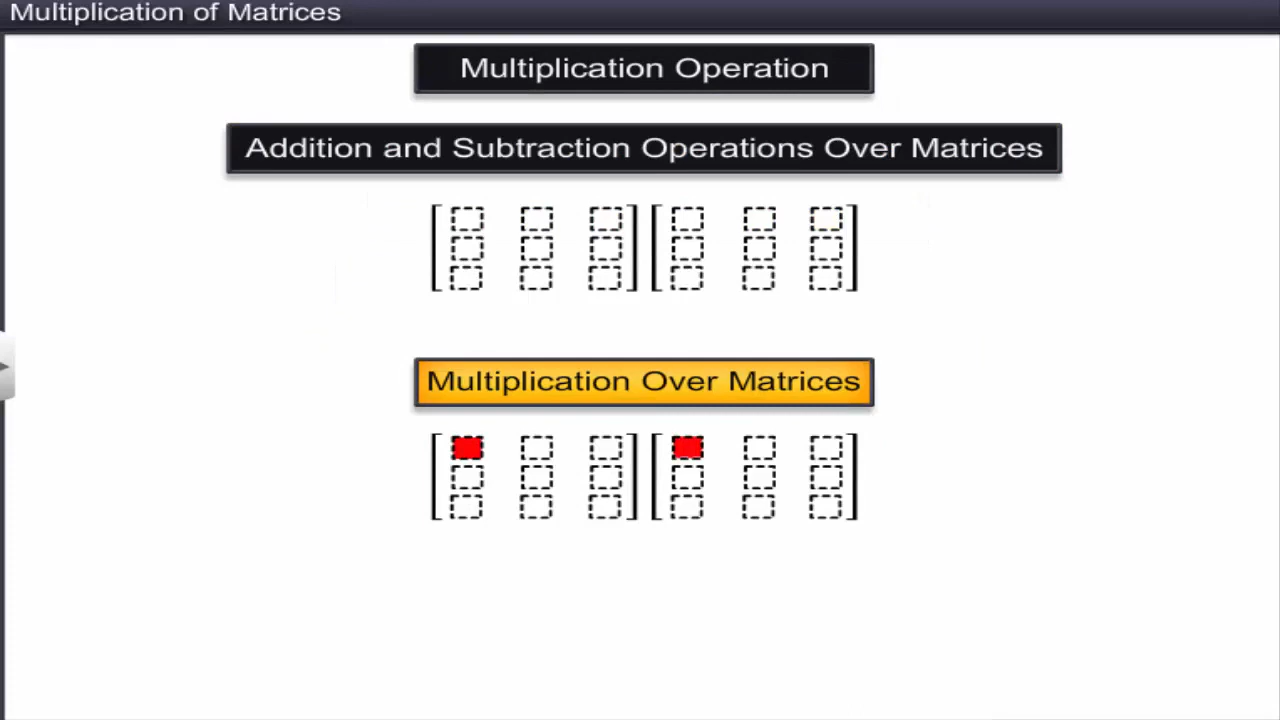 Multiplication of Matrices
Multiplication Operation
Addition and Subtraction Operations Over Matrices
Multiplication Over Matrices